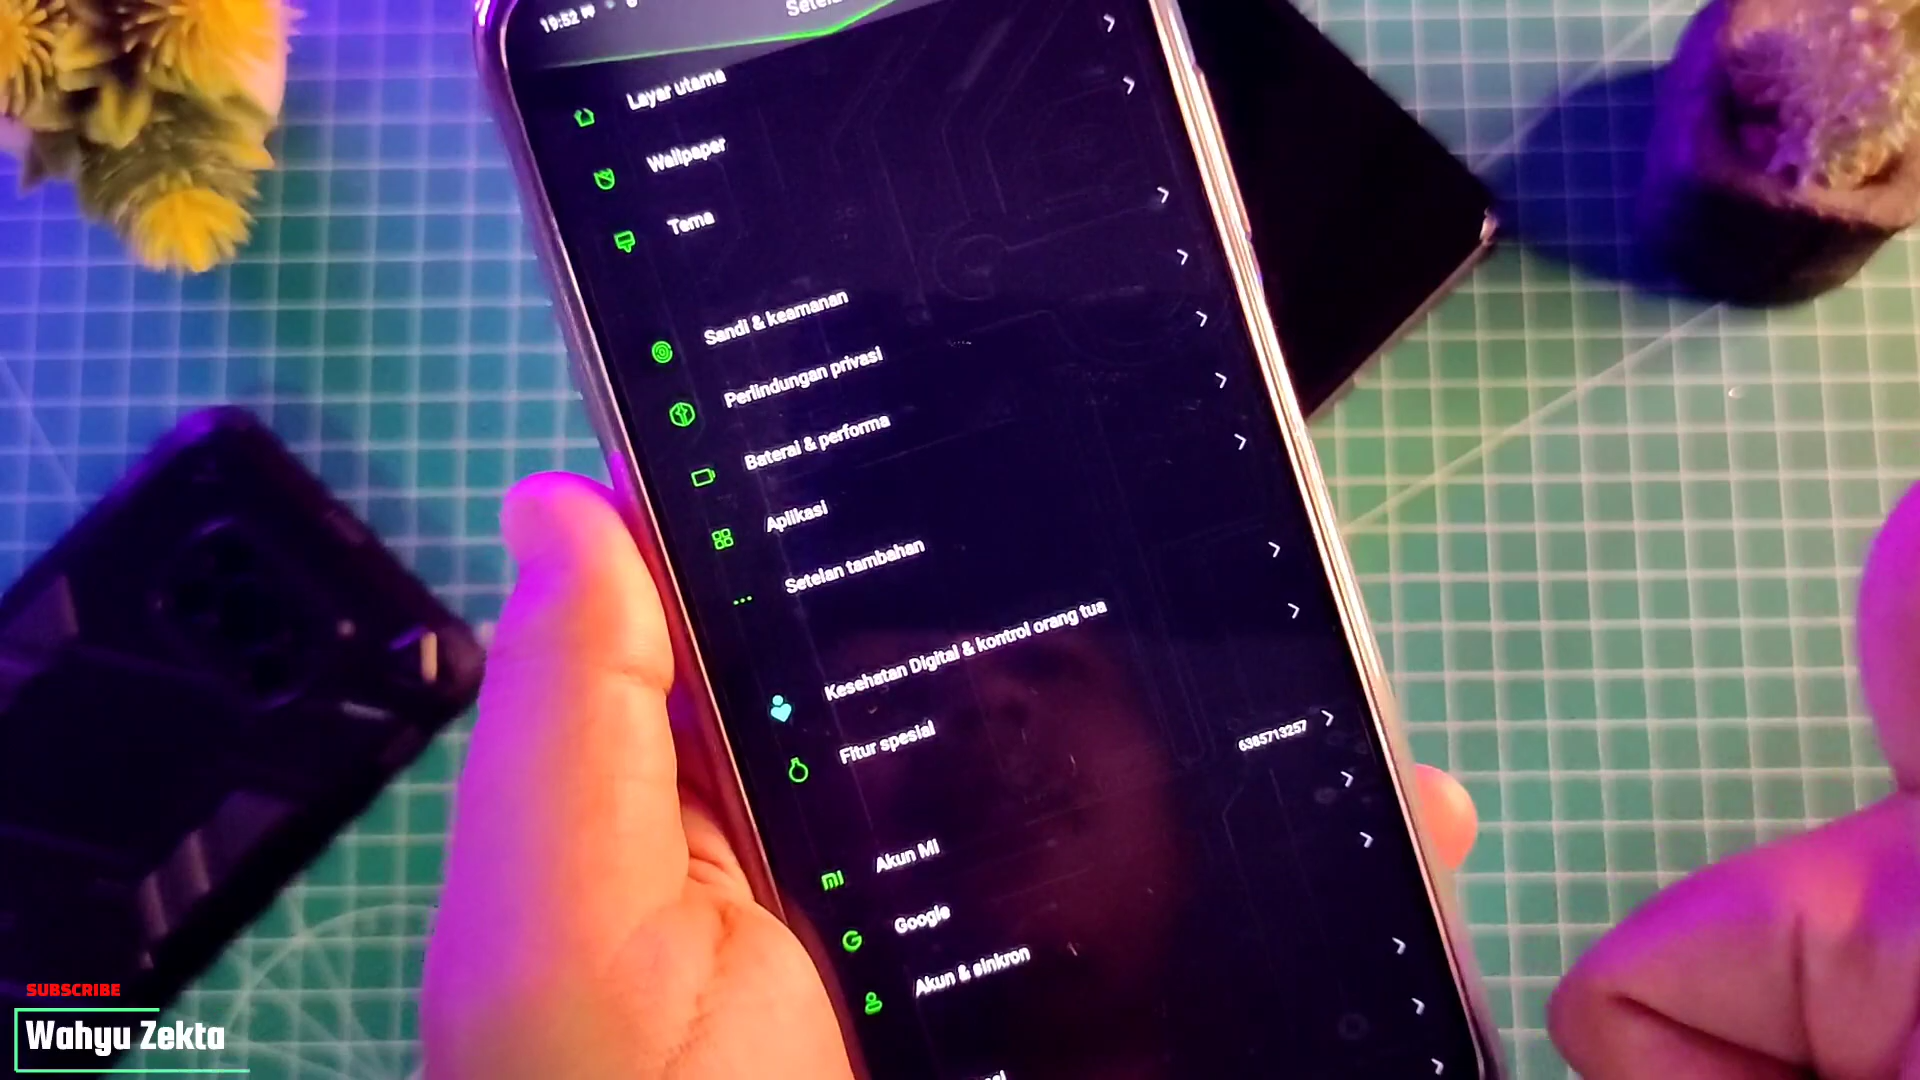 19:52
Layar utama
Wallpaper
Tema
Sandi & keamanan
Perlindungan privasi
Baterai & performa
Aplikasi
Setelan tambahan
Kesehatan Digital & kontrol orang tua
Fitur spesial
Akun MI
6385713257
Google
Akun & sinkron
SUBSCRIBE
Wahyu Zekta